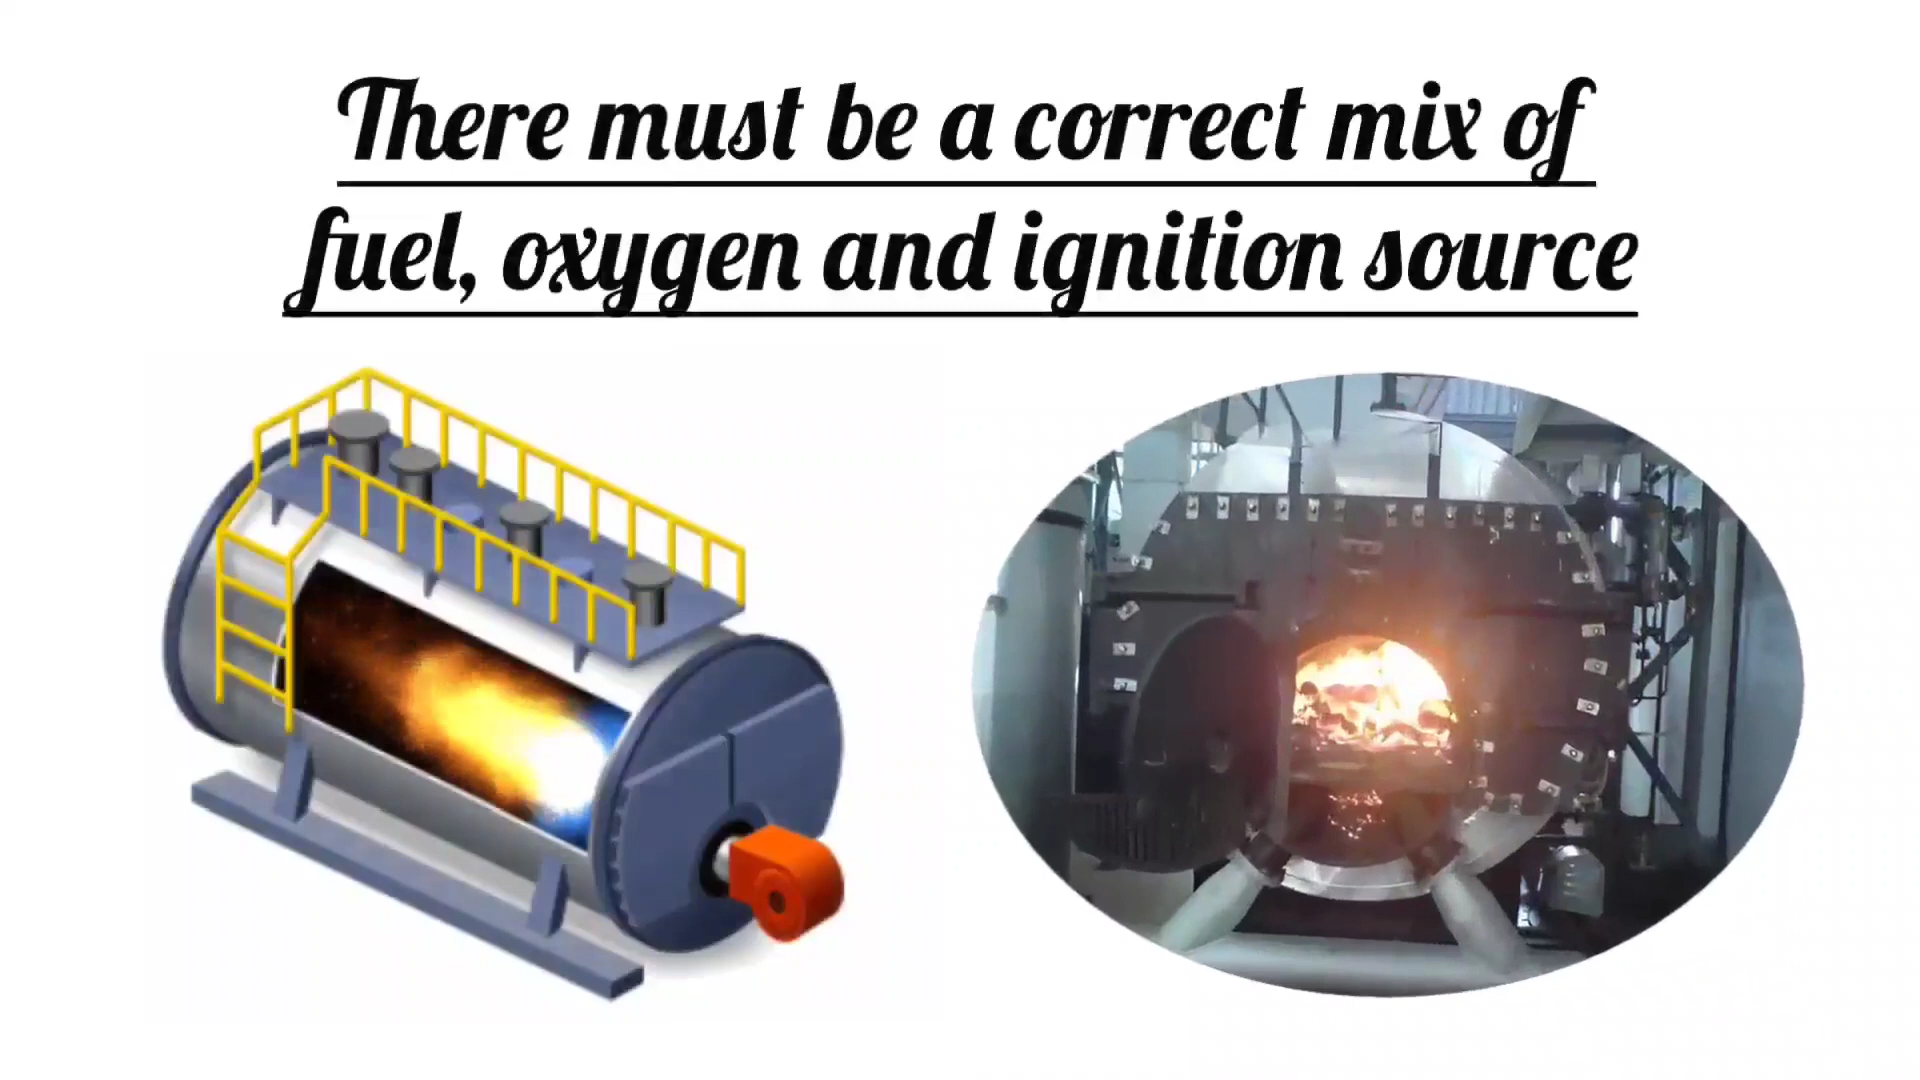 There must be a correct mix of
fuel, oxygen and ignition source